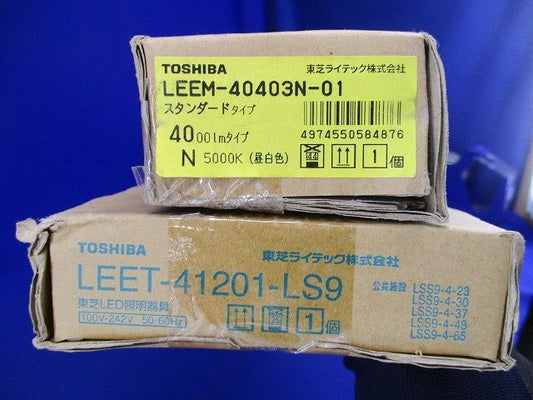 TOSHIBA 東芝ライテック株式会社
LEEM-40403N-01
スタンダードタイプ
4000lmタイプ
4974550584876
N 5000K (昼白色)
1個
TOSHIBA 東芝ライテック株式会社
LEET-41201-LS9
東芝LED照明器具
100V-242V 50-60Hz
1個
公共施設 LSS9-4-23
LSS9-4-30
LSS9-4-37
LSS9-4-48
LSS9-4-65